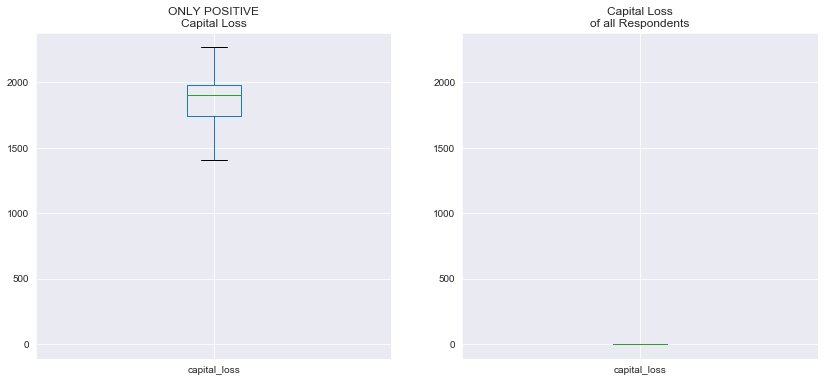 ONLY POSITIVE
Capital Loss
2000
1500
1000
500
0
capital_loss
Capital Loss
of all Respondents
2000
1500
1000
500
0
capital_loss